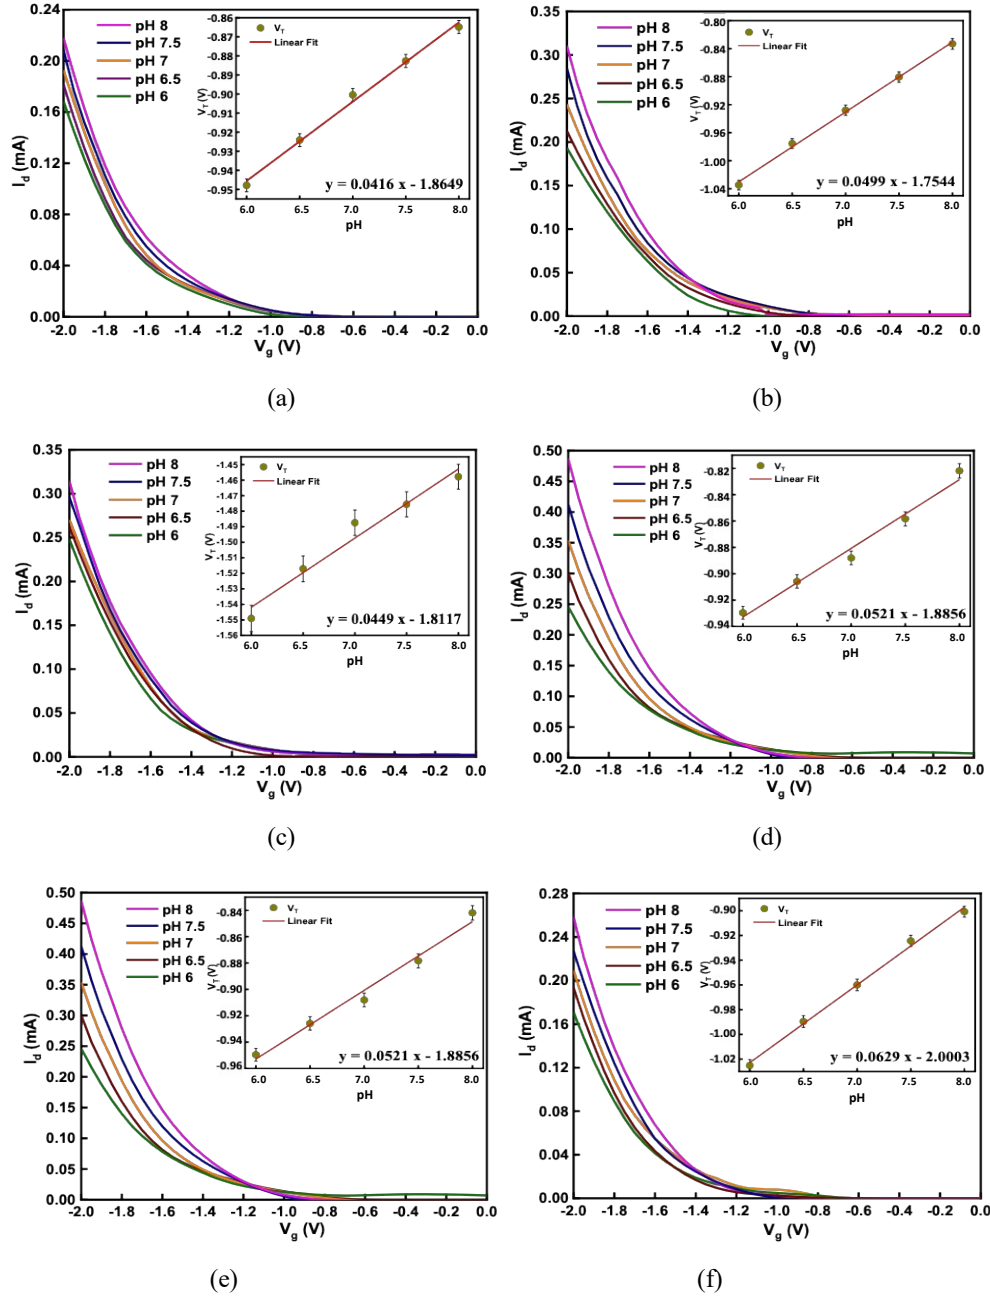 0.24
0.20
0.16
0.12
0.08
0.04
0.00
I_d (mA)
pH 8
pH 7.5
pH 7
pH 6.5
pH 6
-2.0 -1.8 -1.6 -1.4 -1.2 -1.0 -0.8 -0.6 -0.4 -0.2 0.0
V_g (V)
-0.86
-0.88
-0.89
-0.90
-0.92
-0.94
-0.95
V_T (V)
V_T
Linear Fit
y = 0.0416 x - 1.8649
6.0 6.5 7.0 7.5 8.0
pH
(a)
0.35
0.30
0.25
0.20
0.15
0.10
0.05
0.00
I_d (mA)
pH 8
pH 7.5
pH 7
pH 6.5
pH 6
-2.0 -1.8 -1.6 -1.4 -1.2 -1.0 -0.8 -0.6 -0.4 -0.2 0.0
V_g (V)
-0.80
-0.84
-0.88
-0.92
-0.96
-1.00
-1.04
V_T (V)
V_T
Linear Fit
y = 0.0499 x - 1.7544
6.0 6.5 7.0 7.5 8.0
pH
(b)
0.35
0.30
0.25
0.20
0.15
0.10
0.05
0.00
I_d (mA)
pH 8
pH 7.5
pH 7
pH 6.5
pH 6
-2.0 -1.8 -1.6 -1.4 -1.2 -1.0 -0.8 -0.6 -0.4 -0.2 0.0
V_g (V)
-1.45
-1.46
-1.48
-1.49
-1.51
-1.52
-1.54
-1.56
V_T (V)
V_T
Linear Fit
y = 0.0449 x - 1.8117
6.0 6.5 7.0 7.5 8.0
pH
(c)
0.50
0.45
0.40
0.35
0.30
0.25
0.20
0.15
0.10
0.05
0.00
I_d (mA)
pH 8
pH 7.5
pH 7
pH 6.5
pH 6
-2.0 -1.8 -1.6 -1.4 -1.2 -1.0 -0.8 -0.6 -0.4 -0.2 0.0
V_g (V)
-0.82
-0.84
-0.86
-0.88
-0.90
-0.92
-0.94
V_T (V)
V_T
Linear Fit
y = 0.0521 x - 1.8856
6.0 6.5 7.0 7.5 8.0
pH
(d)
0.50
0.45
0.40
0.35
0.30
0.25
0.20
0.15
0.10
0.05
0.00
I_d (mA)
pH 8
pH 7.5
pH 7
pH 6.5
pH 6
-2.0 -1.8 -1.6 -1.4 -1.2 -1.0 -0.8 -0.6 -0.4 -0.2 0.0
V_g (V)
-0.84
-0.86
-0.88
-0.90
-0.92
-0.94
-0.96
V_T (V)
V_T
Linear Fit
y = 0.0521 x - 1.8856
6.0 6.5 7.0 7.5 8.0
pH
(e)
0.28
0.24
0.20
0.16
0.12
0.08
0.04
0.00
I_d (mA)
pH 8
pH 7.5
pH 7
pH 6.5
pH 6
-2.0 -1.8 -1.6 -1.4 -1.2 -1.0 -0.8 -0.6 -0.4 -0.2 0.0
V_g (V)
-0.90
-0.92
-0.94
-0.96
-0.98
-1.00
-1.02
V_T (V)
V_T
Linear Fit
y = 0.0629 x - 2.0003
6.0 6.5 7.0 7.5 8.0
pH
(f)